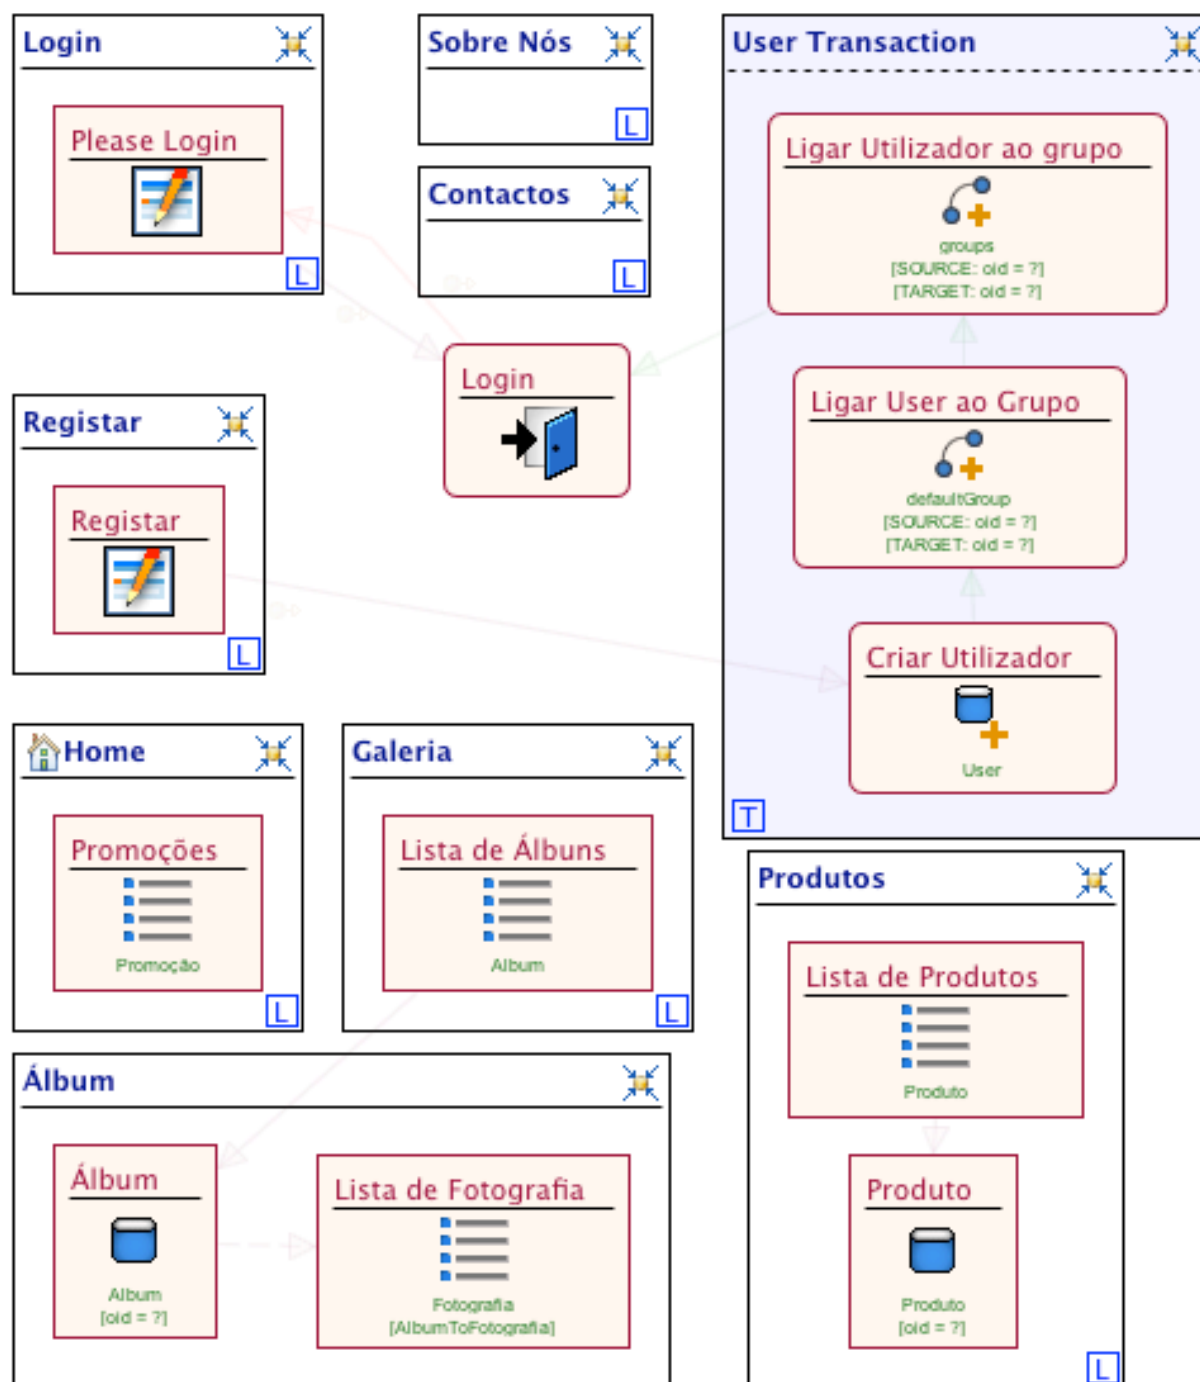 Login
Please Login
L
Sobre Nós
L
Contactos
L
User Transaction
Ligar Utilizador ao grupo
groups
[SOURCE: oid = ?]
[TARGET: oid = ?]
Login
Ligar User ao Grupo
defaultGroup
[SOURCE: oid = ?]
[TARGET: oid = ?]
Registar
Registar
L
Criar Utilizador
User
T
Home
Promoções
Promoção
L
Galeria
Lista de Álbuns
Album
L
Produtos
Lista de Produtos
Produto
Produto
Produto
[oid = ?]
L
Álbum
Álbum
Album
[oid = ?]
Lista de Fotografia
Fotografia
[AlbumToFotografia]